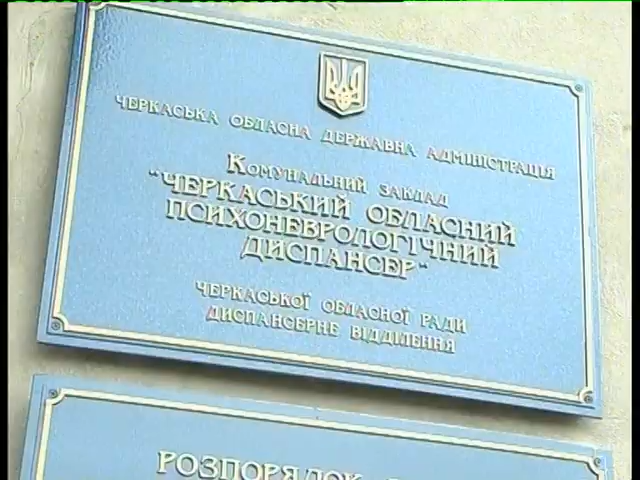 ЧЕРКАСЬКА ОБЛАСНА ДЕРЖАВНА АДМІНІСТРАЦІЯ
КОМУНАЛЬНИЙ ЗАКЛАД
"ЧЕРКАСЬКИЙ ОБЛАСНИЙ
ПСИХОНЕВРОЛОГІЧНИЙ
ДИСПАНСЕР"
ЧЕРКАСЬКОЇ ОБЛАСНОЇ РАДИ
ДИСПАНСЕРНЕ ВІДДІЛЕННЯ
РОЗПОРЯДОК